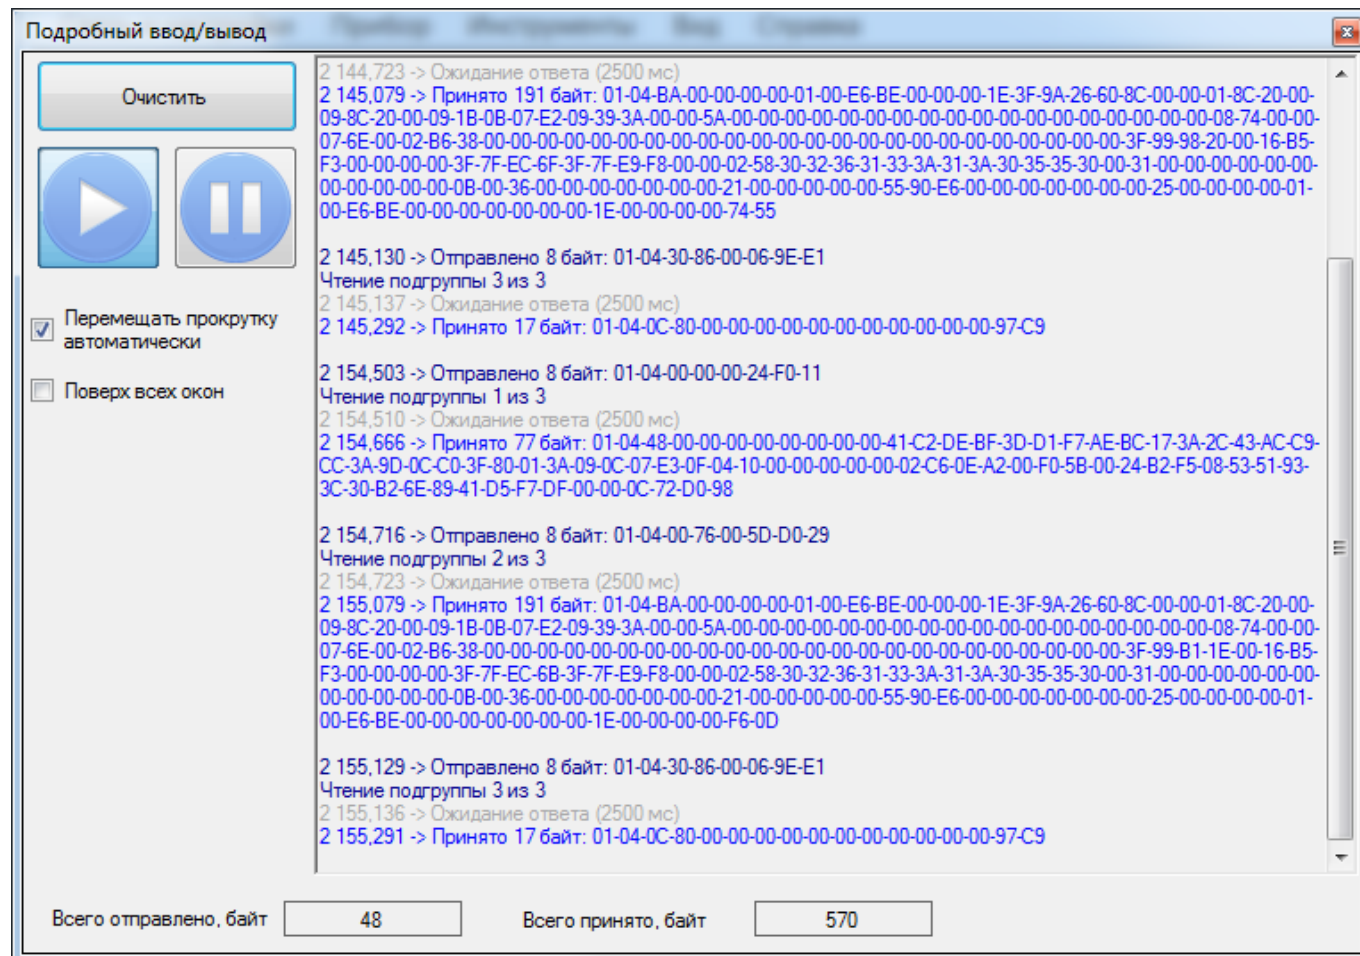 Прибор Инструменты Вид Справка
Подробный ввод/вывод
Очистить
Перемещать прокрутку
автоматически
Поверх всех окон
2 144,723 -> Ожидание ответа (2500 мс)
2 145,079 -> Принято 191 байт: 01-04-BA-00-00-00-00-01-00-E6-BE-00-00-00-1E-3F-9A-26-60-8C-00-00-01-8C-20-00-
09-8C-20-00-09-1B-0B-07-E2-09-39-3A-00-00-5A-00-00-00-00-00-00-00-00-00-00-00-00-00-00-00-00-00-08-74-00-00-
07-6E-00-02-B6-38-00-00-00-00-00-00-00-00-00-00-00-00-00-00-00-00-00-00-00-00-00-00-00-00-3F-99-98-20-00-16-B5-
F3-00-00-00-00-3F-7F-EC-6F-3F-7F-E9-F8-00-00-02-58-30-32-36-31-33-3A-31-3A-30-35-35-30-00-31-00-00-00-00-00-00-
00-00-00-00-00-00-0B-00-36-00-00-00-00-00-00-00-21-00-00-00-00-00-55-90-E6-00-00-00-00-00-00-00-25-00-00-00-00-01-
00-E6-BE-00-00-00-00-00-00-00-1E-00-00-00-00-74-55
2 145,130 -> Отправлено 8 байт: 01-04-30-86-00-06-9E-E1
Чтение подгруппы 3 из 3
2 145,137 -> Ожидание ответа (2500 мс)
2 145,292 -> Принято 17 байт: 01-04-0C-80-00-00-00-00-00-00-00-00-00-00-00-97-C9
2 154,503 -> Отправлено 8 байт: 01-04-00-00-00-24-F0-11
Чтение подгруппы 1 из 3
2 154,510 -> Ожидание ответа (2500 мс)
2 154,666 -> Принято 77 байт: 01-04-48-00-00-00-00-00-00-00-00-41-C2-DE-BF-3D-D1-F7-AE-BC-17-3A-2C-43-AC-C9-
CC-3A-9D-0C-C0-3F-80-01-3A-09-0C-07-E3-0F-04-10-00-00-00-00-00-02-C6-0E-A2-00-F0-5B-00-24-B2-F5-08-53-51-93-
3C-30-B2-6E-89-41-D5-F7-DF-00-00-0C-72-D0-98
2 154,716 -> Отправлено 8 байт: 01-04-00-76-00-5D-D0-29
Чтение подгруппы 2 из 3
2 154,723 -> Ожидание ответа (2500 мс)
2 155,079 -> Принято 191 байт: 01-04-BA-00-00-00-00-01-00-E6-BE-00-00-00-1E-3F-9A-26-60-8C-00-00-01-8C-20-00-
09-8C-20-00-09-1B-0B-07-E2-09-39-3A-00-00-5A-00-00-00-00-00-00-00-00-00-00-00-00-00-00-00-00-00-08-74-00-00-
07-6E-00-02-B6-38-00-00-00-00-00-00-00-00-00-00-00-00-00-00-00-00-00-00-00-00-00-00-00-00-3F-99-B1-1E-00-16-B5-
F3-00-00-00-00-3F-7F-EC-6B-3F-7F-E9-F8-00-00-02-58-30-32-36-31-33-3A-31-3A-30-35-35-30-00-31-00-00-00-00-00-00-
00-00-00-00-00-00-0B-00-36-00-00-00-00-00-00-00-21-00-00-00-00-00-55-90-E6-00-00-00-00-00-00-00-25-00-00-00-00-01-
00-E6-BE-00-00-00-00-00-00-00-1E-00-00-00-00-F6-0D
2 155,129 -> Отправлено 8 байт: 01-04-30-86-00-06-9E-E1
Чтение подгруппы 3 из 3
2 155,136 -> Ожидание ответа (2500 мс)
2 155,291 -> Принято 17 байт: 01-04-0C-80-00-00-00-00-00-00-00-00-00-00-00-97-C9
Всего отправлено, байт 48 Всего принято, байт 570